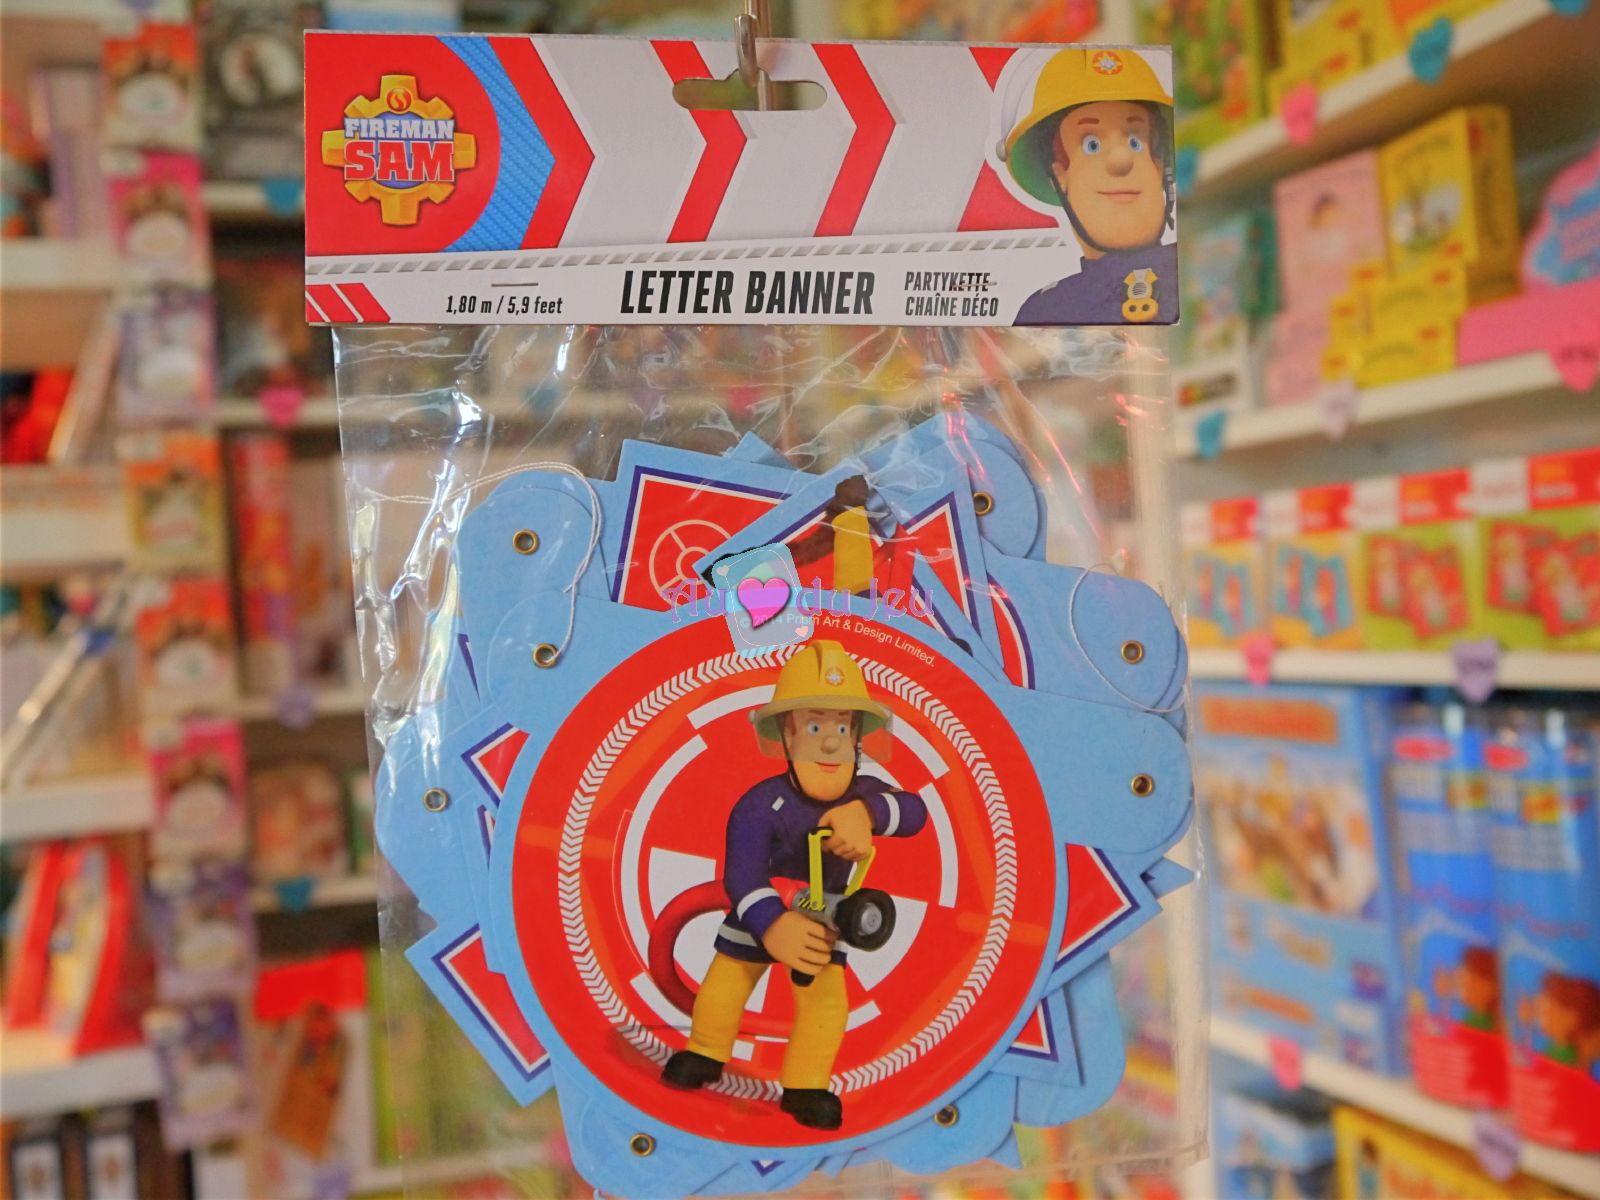 FIREMAN
SAM
1,80 m / 5,9 feet
LETTER BANNER
PARTYKETTE
CHAÎNE DÉCO
Au du Jeu
© 2014 Prism Art & Design Limited.